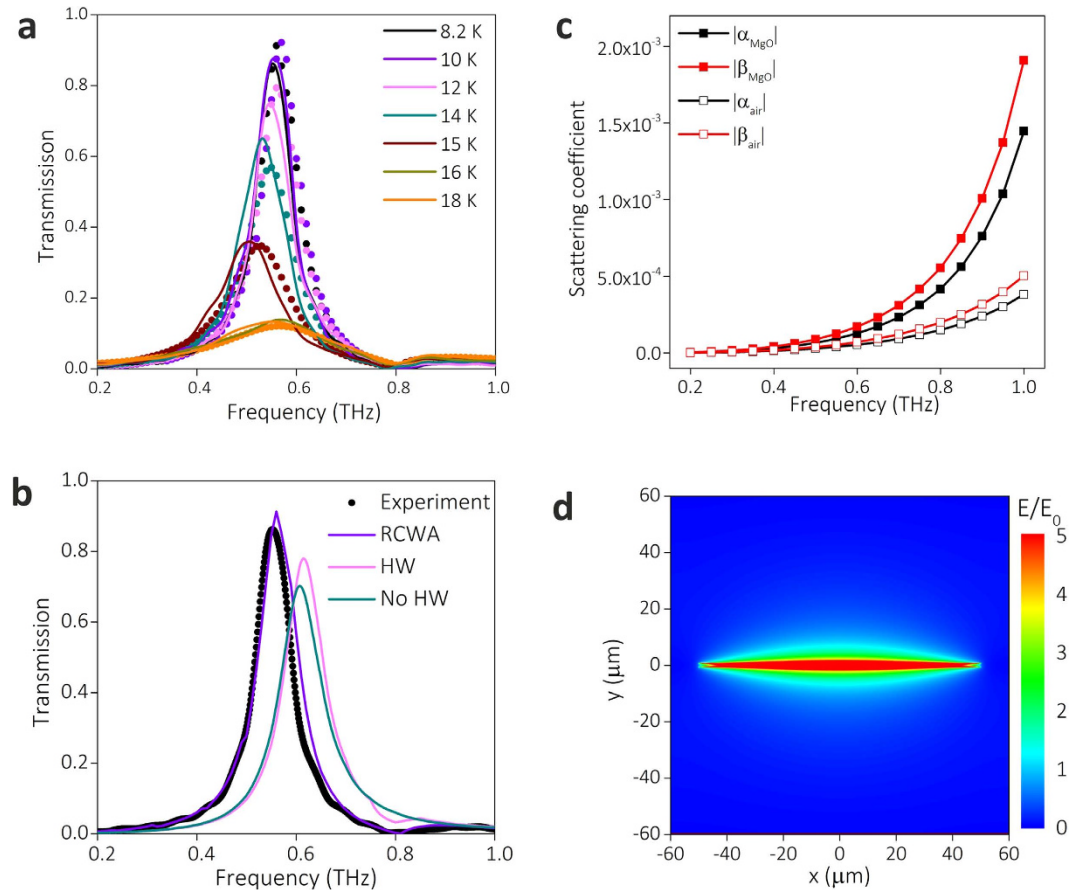 a
1.0
0.8
0.6
0.4
0.2
0.0
Transmisison
0.2 0.4 0.6 0.8 1.0
Frequency (THz)
8.2 K
10 K
12 K
14 K
15 K
16 K
18 K
c
2.0x10-3
1.5x10-3
1.0x10-3
5.0x10-4
0.0
Scattering coefficient
0.2 0.4 0.6 0.8 1.0
Frequency (THz)
|αMgO|
|βMgO|
|αair|
|βair|
b
1.0
0.8
0.6
0.4
0.2
0.0
Transmission
0.2 0.4 0.6 0.8 1.0
Frequency (THz)
Experiment
RCWA
HW
No HW
d
60
40
20
0
-20
-40
-60
y (μm)
-60 -40 -20 0 20 40 60
x (μm)
E/E0
5
4
3
2
1
0